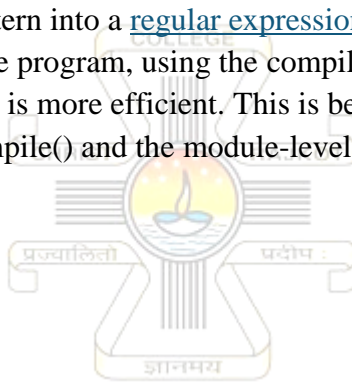 tern into a regular expression
COLLEGE
e program, using the compil
is more efficient. This is be
npile() and the module-level
प्रज्वालितो
प्रदीप :
ज्ञानमय